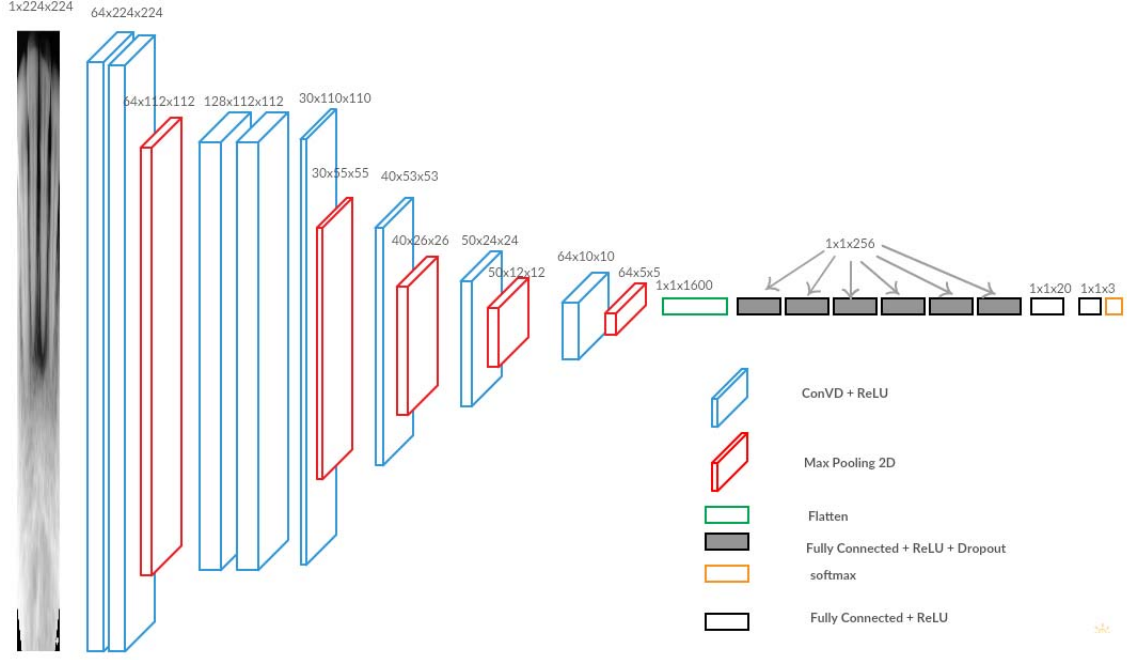 1x224x224
64x224x224
64x112x112
128x112x112
30x110x110
30x55x55
40x53x53
40x26x26
50x24x24
50x12x12
64x10x10
64x5x5
1x1x1600
1x1x256
1x1x20
1x1x3
ConVD + ReLU
Max Pooling 2D
Flatten
Fully Connected + ReLU + Dropout
softmax
Fully Connected + ReLU